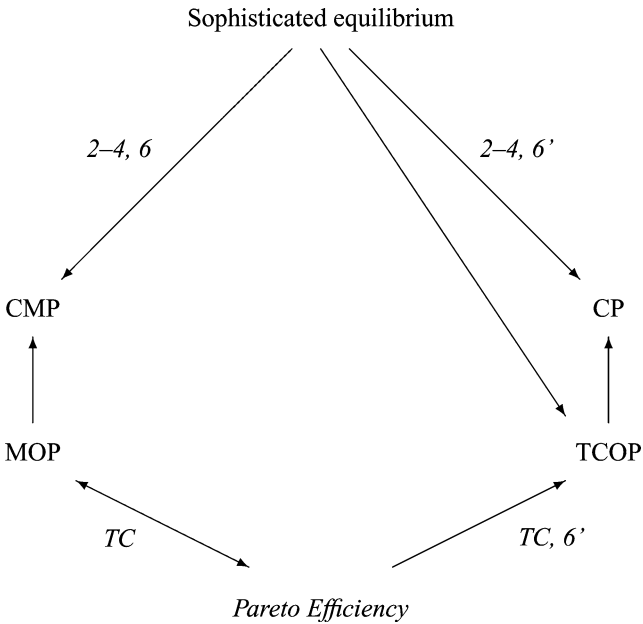 Sophisticated equilibrium
2–4, 6
2–4, 6’
CMP
CP
MOP
TCOP
TC
TC, 6’
Pareto Efficiency